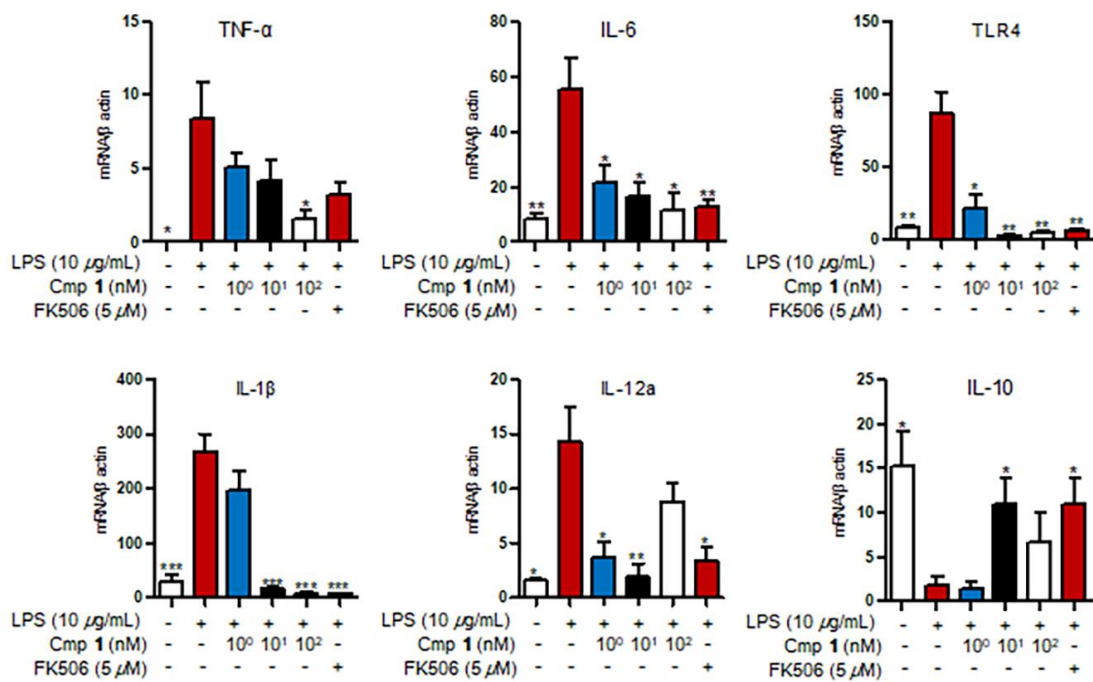 TNF-α
15
10
5
0
mRNA/β actin
*
*
LPS (10 µg/mL) - + + + + +
Cmp 1 (nM) - - 10⁰ 10¹ 10² -
FK506 (5 µM) - - - - - +
IL-6
80
60
40
20
0
mRNA/β actin
** * * * **
LPS (10 µg/mL) - + + + + +
Cmp 1 (nM) - - 10⁰ 10¹ 10² -
FK506 (5 µM) - - - - - +
TLR4
150
100
50
0
mRNA/β actin
** * ** ** **
LPS (10 µg/mL) - + + + + +
Cmp 1 (nM) - - 10⁰ 10¹ 10² -
FK506 (5 µM) - - - - - +
IL-1β
400
300
200
100
0
mRNA/β actin
*** *** *** ***
LPS (10 µg/mL) - + + + + +
Cmp 1 (nM) - - 10⁰ 10¹ 10² -
FK506 (5 µM) - - - - - +
IL-12a
20
15
10
5
0
mRNA/β actin
* * ** *
LPS (10 µg/mL) - + + + + +
Cmp 1 (nM) - - 10⁰ 10¹ 10² -
FK506 (5 µM) - - - - - +
IL-10
25
20
15
10
5
0
mRNA/β actin
* * *
LPS (10 µg/mL) - + + + + +
Cmp 1 (nM) - - 10⁰ 10¹ 10² -
FK506 (5 µM) - - - - - +